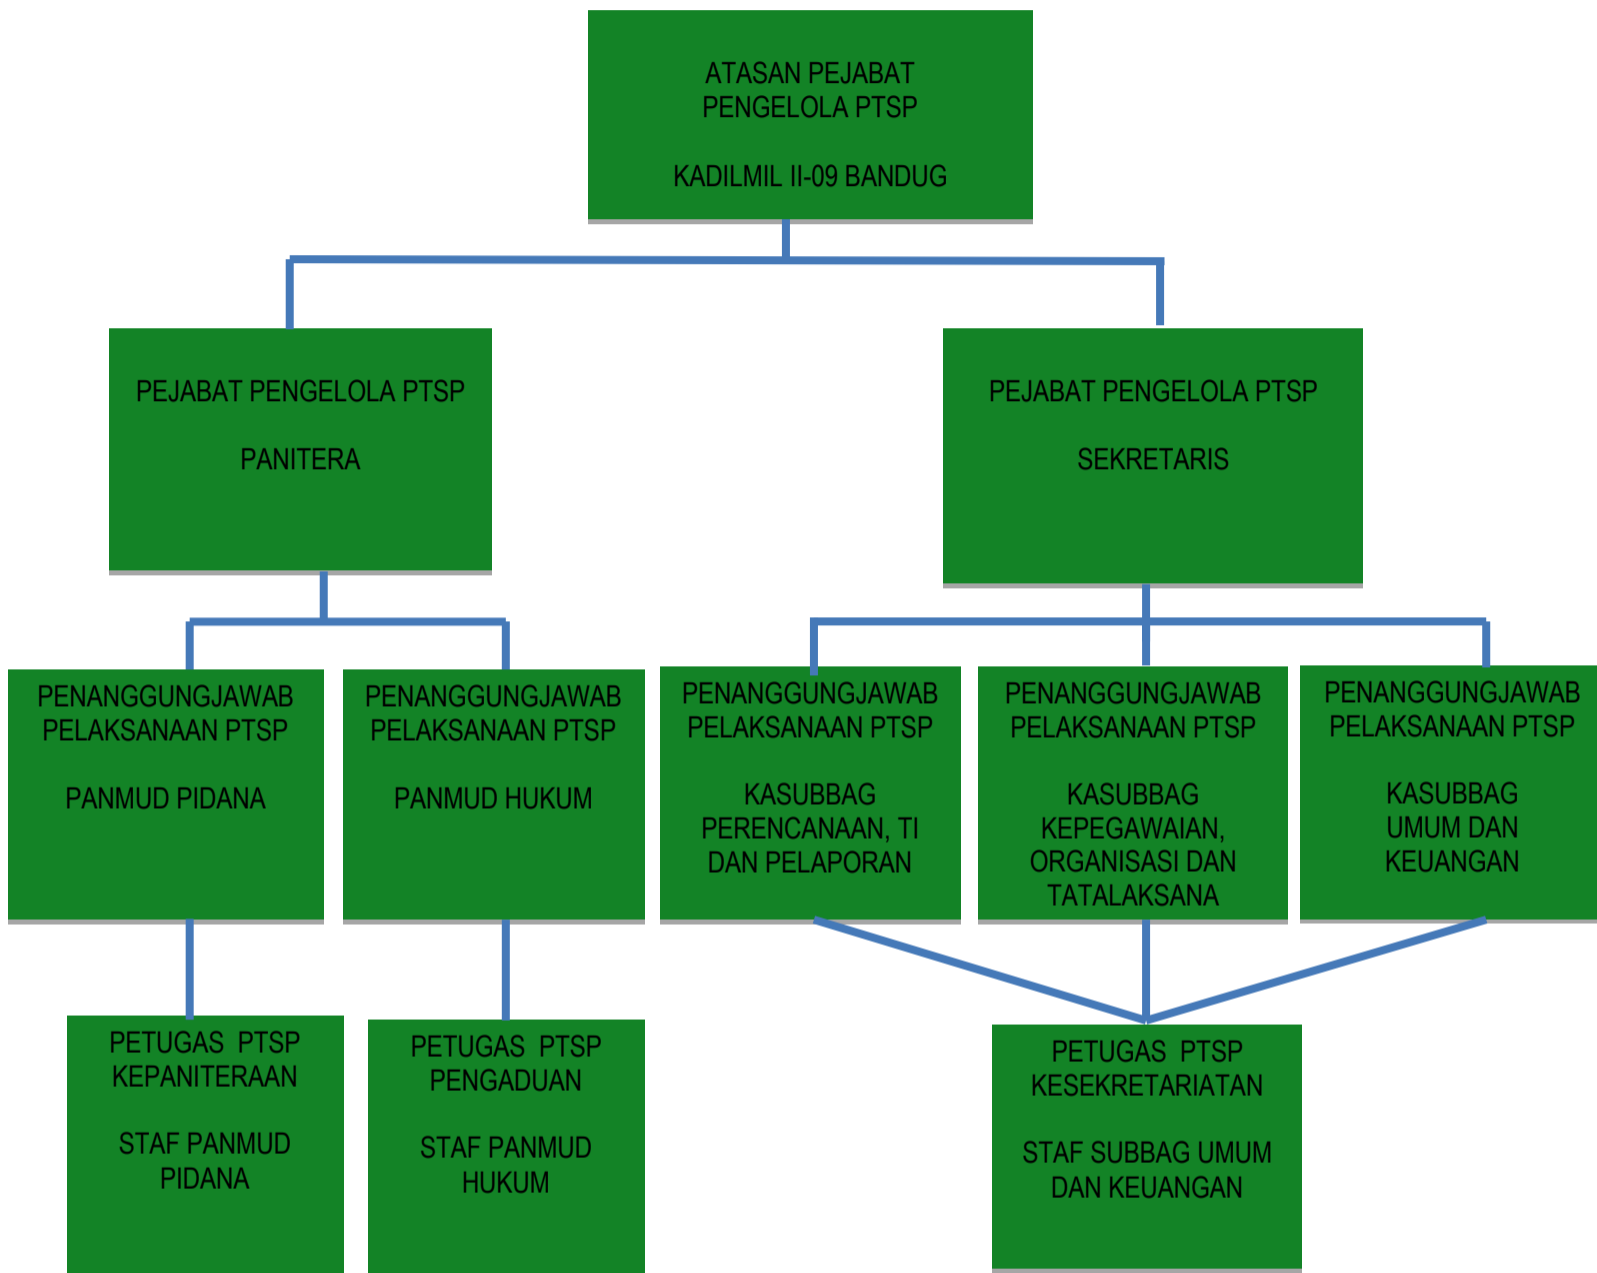 ATASAN PEJABAT
PENGELOLA PTSP
KADILMIL II-09 BANDUG
PEJABAT PENGELOLA PTSP
PANITERA
PEJABAT PENGELOLA PTSP
SEKRETARIS
PENANGGUNGJAWAB
PELAKSANAAN PTSP
PANMUD PIDANA
PENANGGUNGJAWAB
PELAKSANAAN PTSP
PANMUD HUKUM
PENANGGUNGJAWAB
PELAKSANAAN PTSP
KASUBBAG
PERENCANAAN, TI
DAN PELAPORAN
PENANGGUNGJAWAB
PELAKSANAAN PTSP
KASUBBAG
KEPEGAWAIAN,
ORGANISASI DAN
TATALAKSANA
PENANGGUNGJAWAB
PELAKSANAAN PTSP
KASUBBAG
UMUM DAN
KEUANGAN
PETUGAS  PTSP
KEPANITERAAN
STAF PANMUD
PIDANA
PETUGAS  PTSP
PENGADUAN
STAF PANMUD
HUKUM
PETUGAS  PTSP
KESEKRETARIATAN
STAF SUBBAG UMUM
DAN KEUANGAN